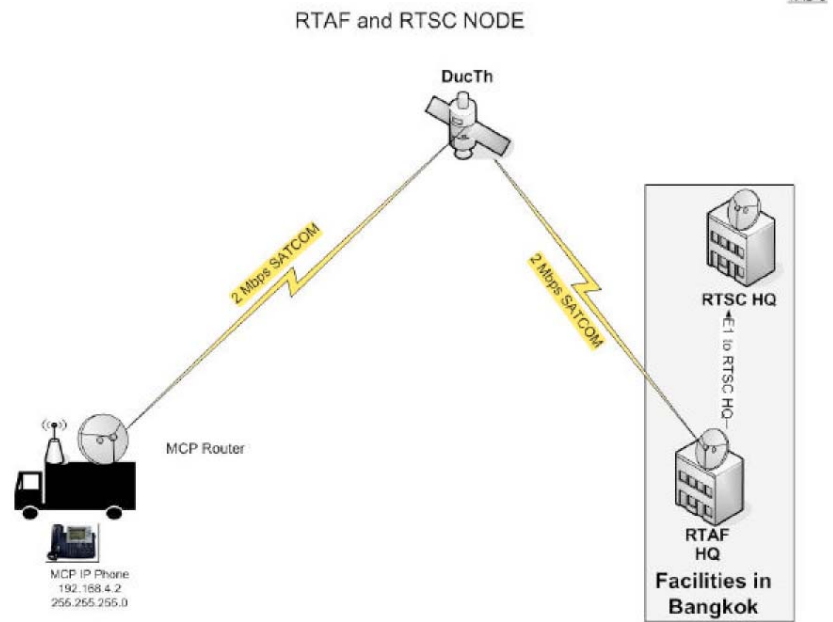 RTAF and RTSC NODE
DucTh
2 Mbps SATCOM
2 Mbps SATCOM
RTSC HQ
E1 to RTSC HQ
MCP Router
RTAF
HQ
MCP IP Phone
192.168.4.2
255.255.255.0
Facilities in
Bangkok